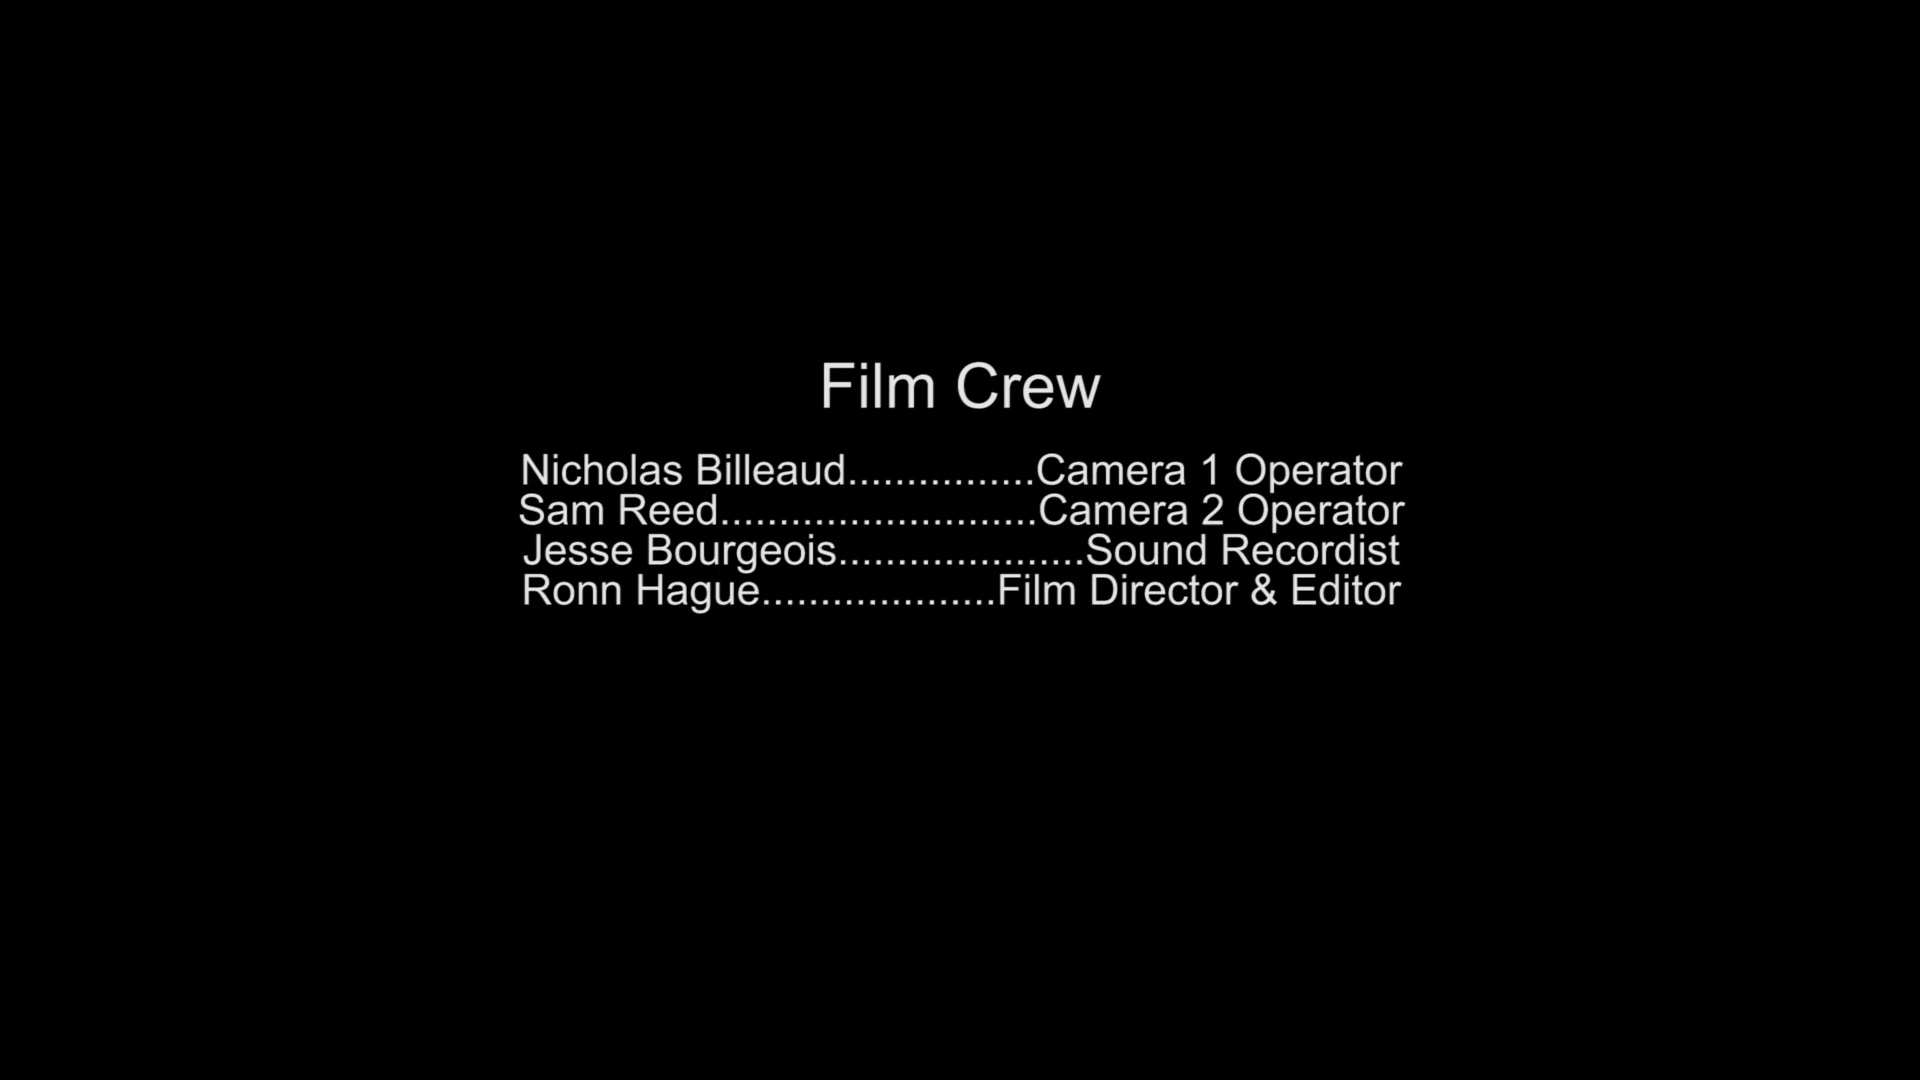 Film Crew
Nicholas Billeaud................Camera 1 Operator
Sam Reed...........................Camera 2 Operator
Jesse Bourgeois.....................Sound Recordist
Ronn Hague....................Film Director & Editor